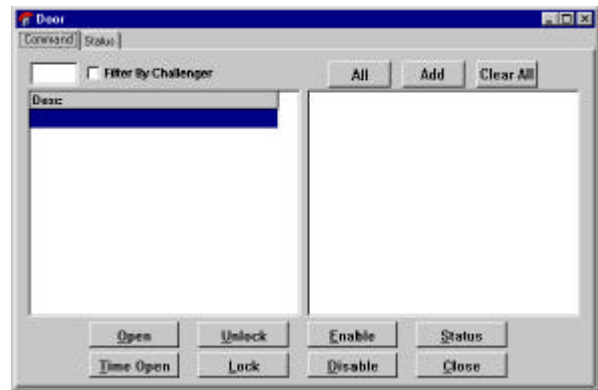 Door
Command Status
Filter By Challenger All Add Clear All
Desc
Open Unlock Enable Status
Time Open Lock Disable Close